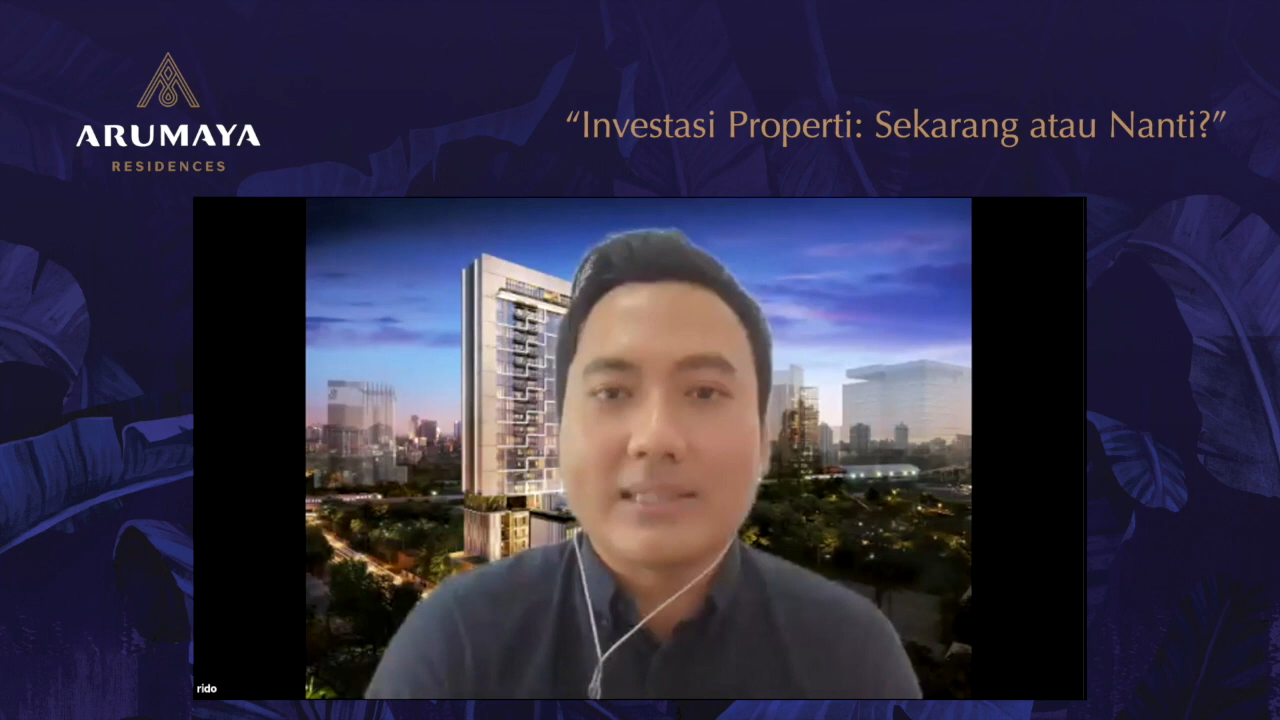 ARUMAYA
RESIDENCES
“Investasi Properti: Sekarang atau Nanti?”
rido